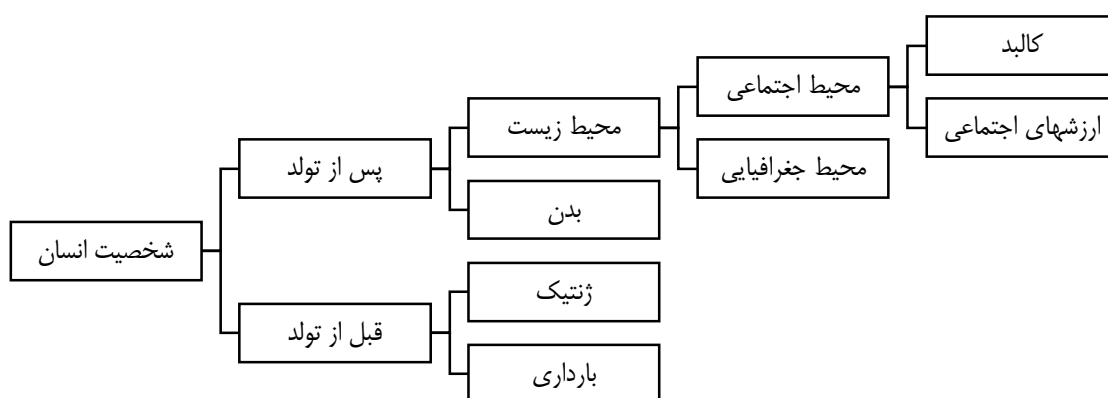 شخصیت انسان
پس از تولد
محیط زیست
محیط اجتماعی
کالبد
ارزشهای اجتماعی
محیط جغرافیایی
بدن
قبل از تولد
ژنتیک
بارداری